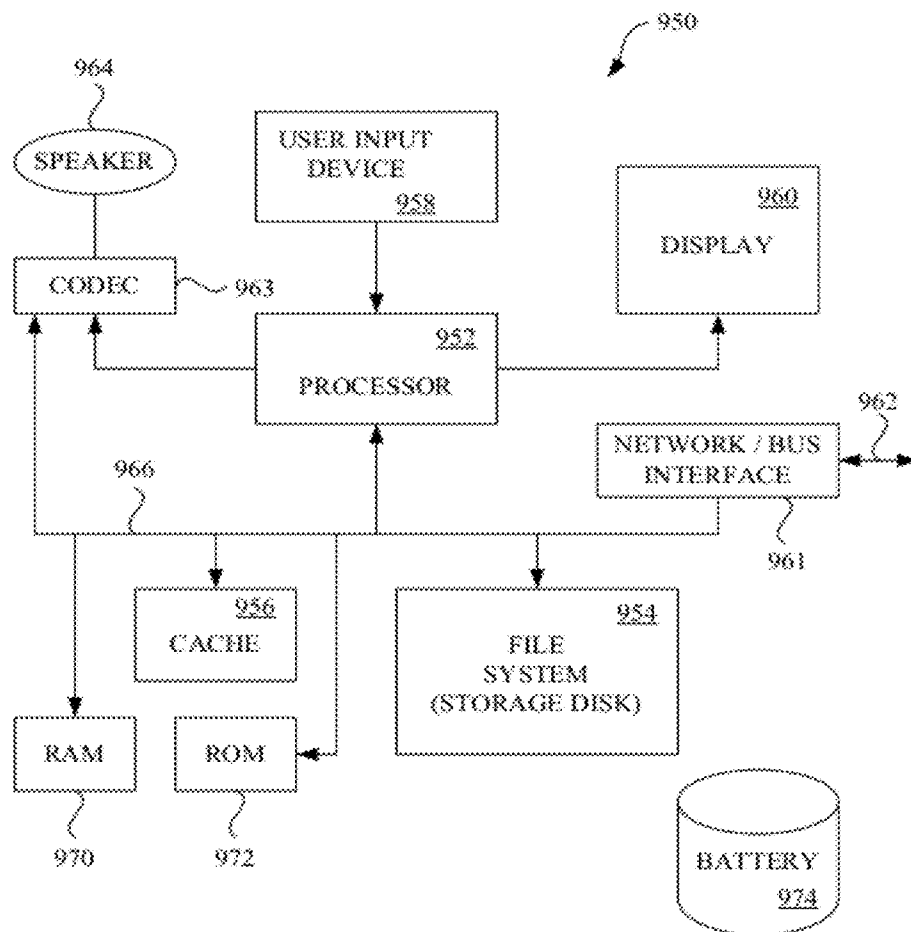 950
964
SPEAKER
USER INPUT
DEVICE
958
960
DISPLAY
CODEC
963
952
PROCESSOR
962
NETWORK / BUS
INTERFACE
961
966
956
CACHE
954
FILE
SYSTEM
(STORAGE DISK)
RAM
ROM
970
972
BATTERY
974